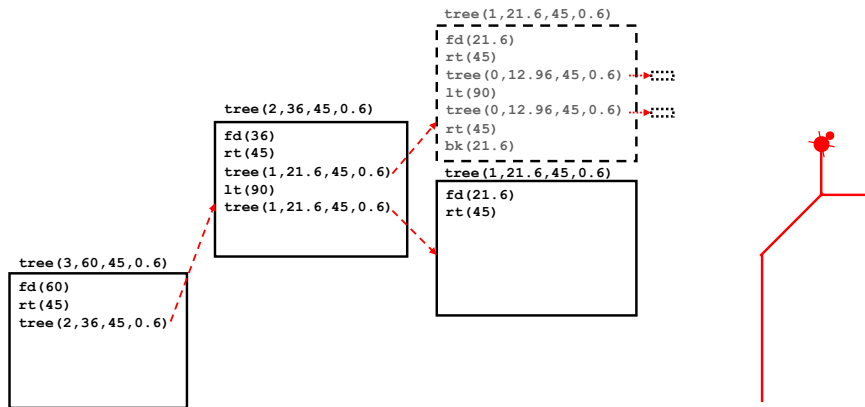 tree(1,21.6,45,0.6)
fd(21.6)
rt(45)
tree(0,12.96,45,0.6)
lt(90)
tree(0,12.96,45,0.6)
rt(45)
bk(21.6)
tree(2,36,45,0.6)
fd(36)
rt(45)
tree(1,21.6,45,0.6)
lt(90)
tree(1,21.6,45,0.6)
tree(1,21.6,45,0.6)
fd(21.6)
rt(45)
tree(3,60,45,0.6)
fd(60)
rt(45)
tree(2,36,45,0.6)